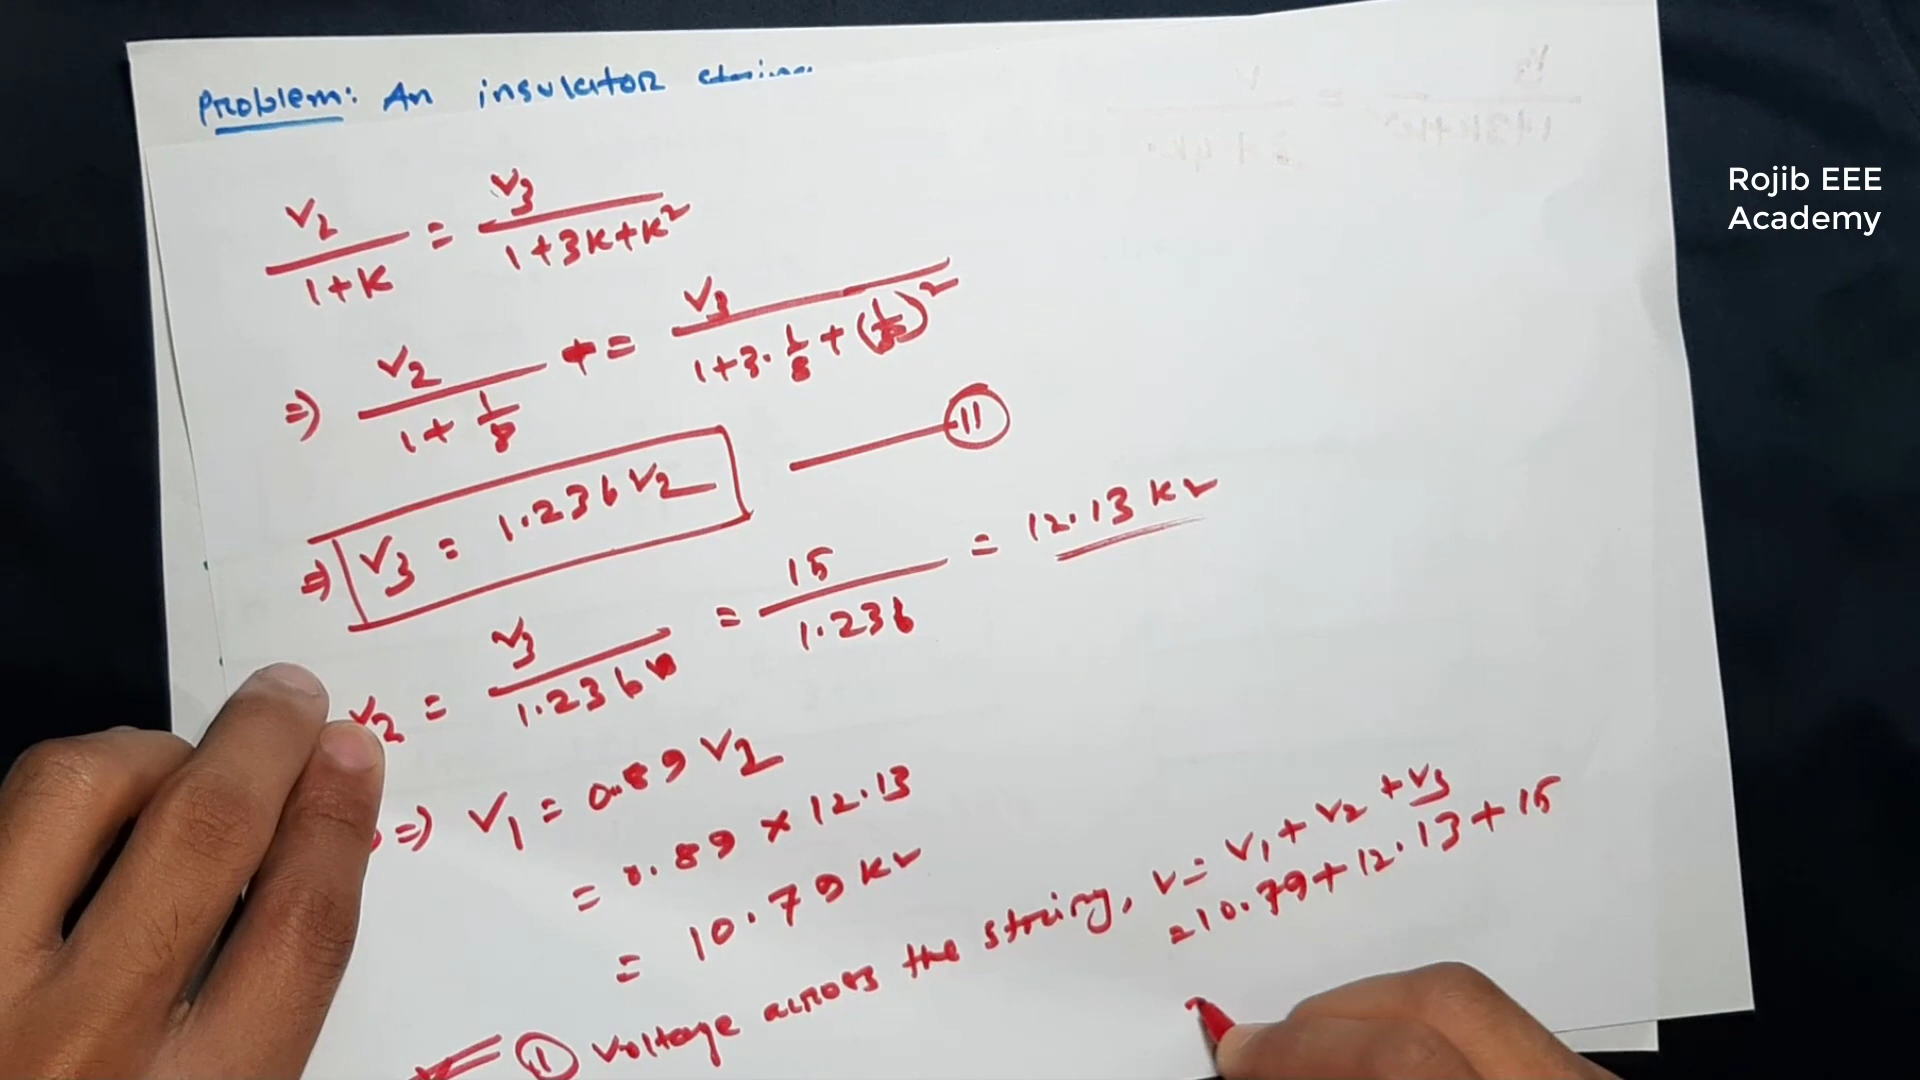 Problem: An insulator
V2/1+K = V3/1+3K+K²
=> V2/1+1/8 = V3/1+3.1/8+(1/8)²
=> V3 = 1.236V2 — 11
V2 = V3/1.236 = 15/1.236 = 12.13 kv
=> V1 = 0.89 V2
= 0.89 × 12.13
= 10.79 kv
1 voltage across the string, v = V1 + V2 + V3
= 10.79 + 12.13 + 15
Rojib EEE
Academy